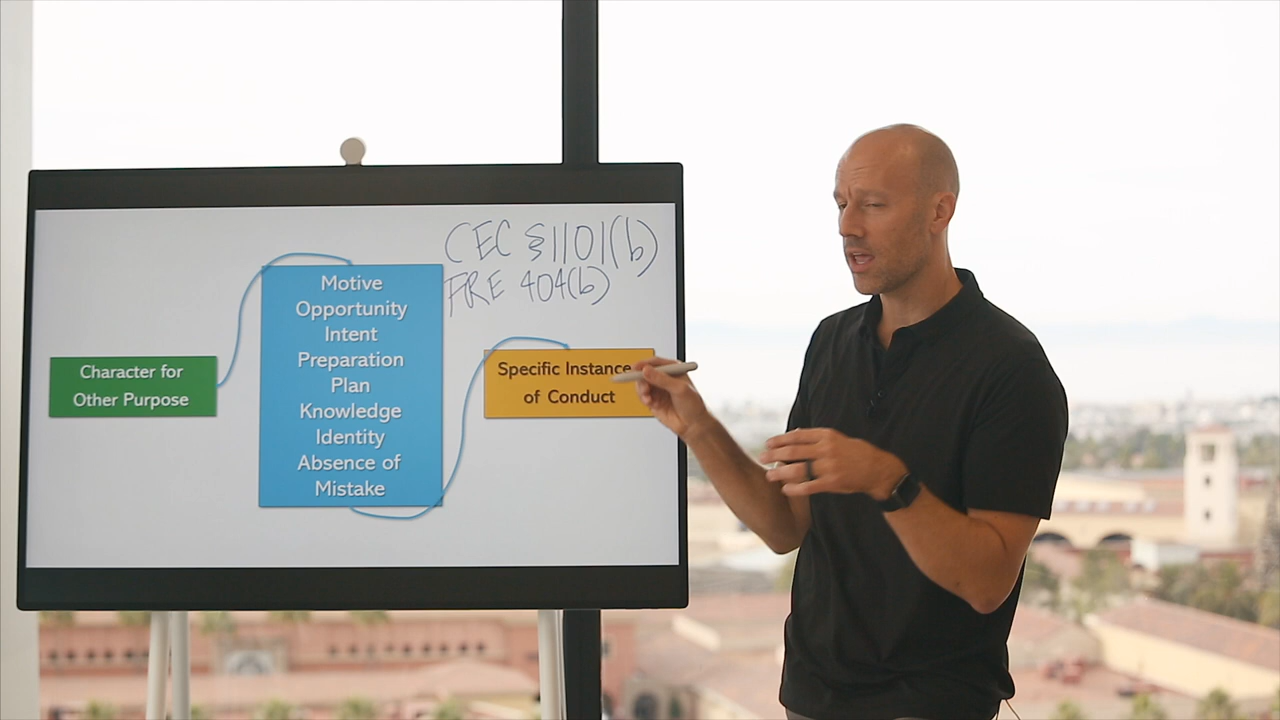 CEC §1101(b)
FRE 404(b)
Character for
Other Purpose
Motive
Opportunity
Intent
Preparation
Plan
Knowledge
Identity
Absence of
Mistake
Specific Instance
of Conduct